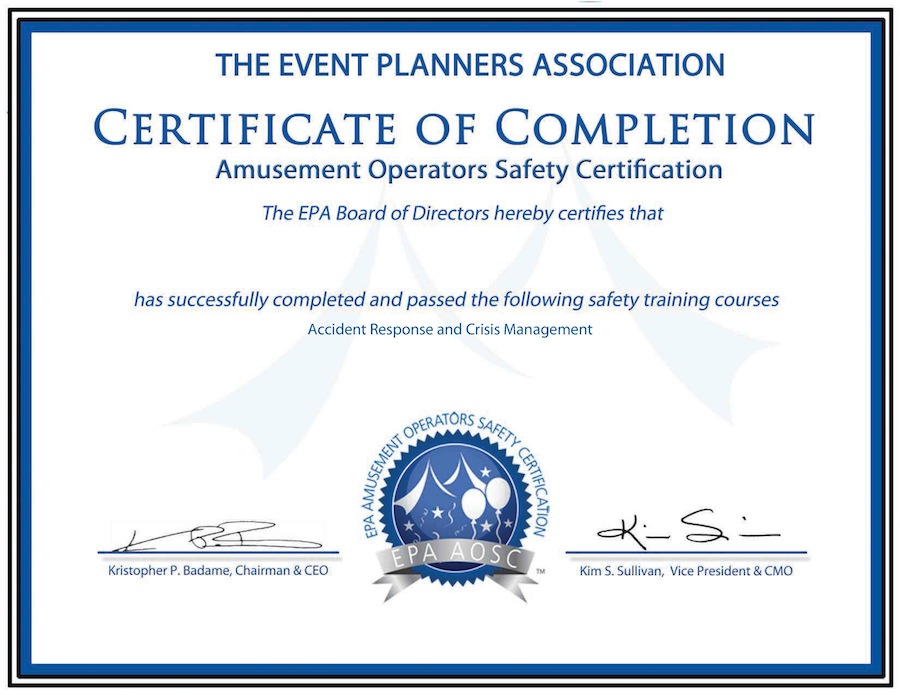 THE EVENT PLANNERS ASSOCIATION
CERTIFICATE OF COMPLETION
Amusement Operators Safety Certification
The EPA Board of Directors hereby certifies that
has successfully completed and passed the following safety training courses
Accident Response and Crisis Management
EPA AMUSEMENT OPERATORS SAFETY CERTIFICATION
EPA AOSC
TM
Kristopher P. Badame, Chairman & CEO
Kim S. Sullivan, Vice President & CMO